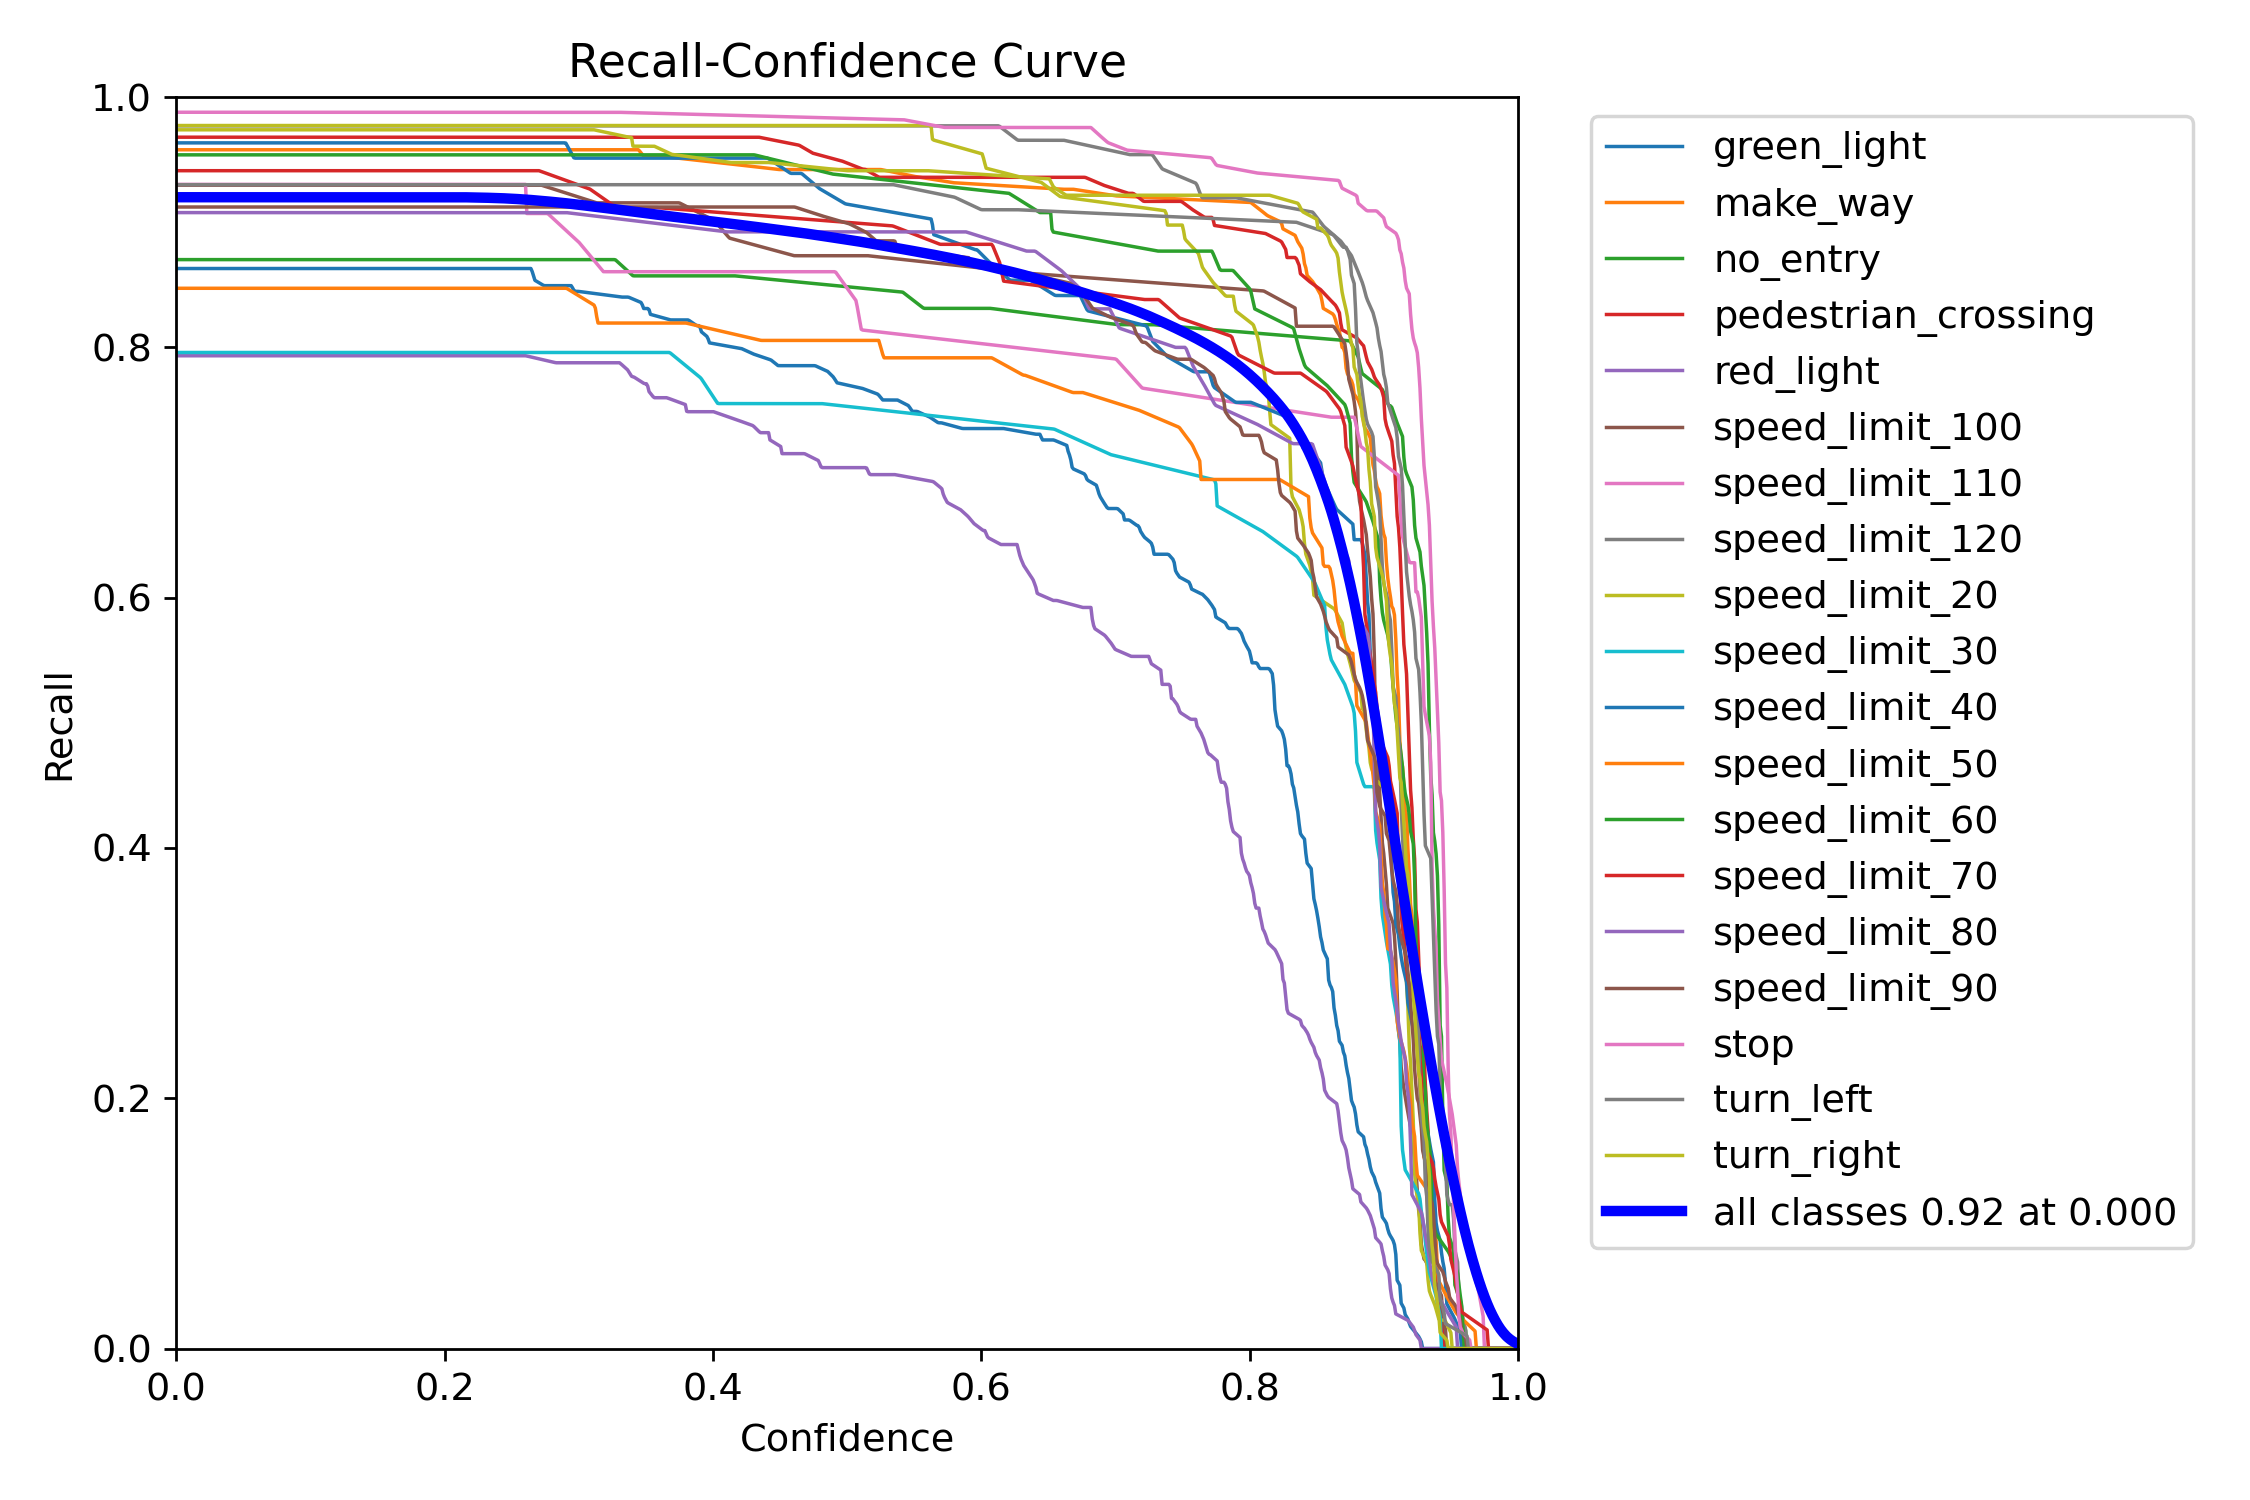 Recall-Confidence Curve
1.0
0.8
0.6
0.4
0.2
0.0
Recall
0.0 0.2 0.4 0.6 0.8 1.0
Confidence
green_light
make_way
no_entry
pedestrian_crossing
red_light
speed_limit_100
speed_limit_110
speed_limit_120
speed_limit_20
speed_limit_30
speed_limit_40
speed_limit_50
speed_limit_60
speed_limit_70
speed_limit_80
speed_limit_90
stop
turn_left
turn_right
all classes 0.92 at 0.000